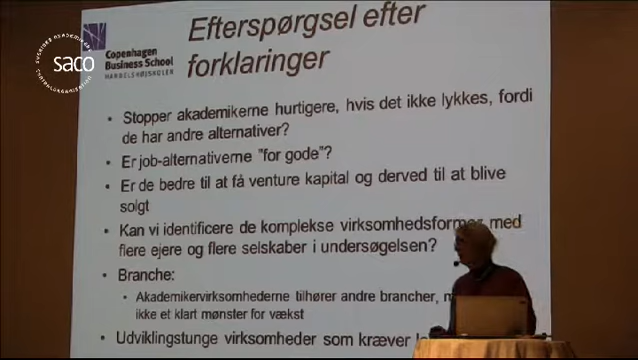 Efterspørgsel efter
forklaringer
SVERIGES AKADEMIKERS
saco
CENTRALORGANISATION
Copenhagen
Business School
HANDELSHØJSKOLEN
• Stopper akademikerne hurtigere, hvis det ikke lykkes, fordi
de har andre alternativer?
• Er job-alternativerne "for gode"?
• Er de bedre til at få venture kapital og derved til at blive
solgt
• Kan vi identificere de komplekse virksomhedsformer med
flere ejere og flere selskaber i undersøgelsen?
• Branche:
• Akademikervirksomhederne tilhører andre brancher,
ikke et klart mønster for vækst
• Udviklingstunge virksomheder som kræver